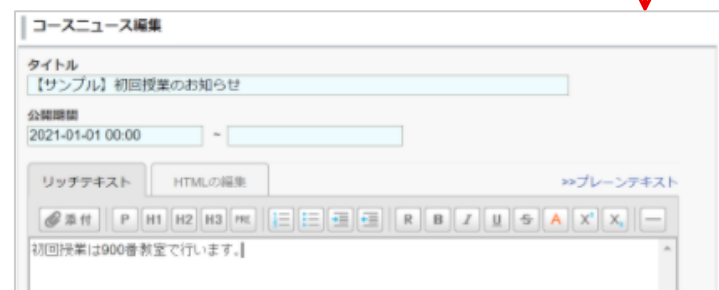 コースニュース編集
タイトル
【サンプル】初回授業のお知らせ
公開期間
2021-01-01 00:00 ~
リッチテキスト HTMLの編集 >>プレーンテキスト
添付 P H1 H2 H3 PRE R B I U S A X² X₂ —
初回授業は900番教室で行います。